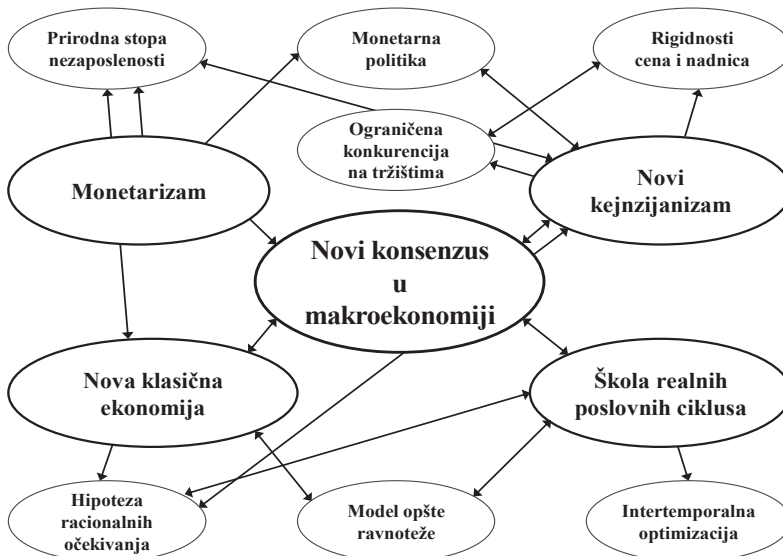 Prirodna stopa
nezaposlenosti
Monetarna
politika
Rigidnosti
cena i nadnica
Ograničena
konkurencija
na tržištima
Monetarizam
Novi
kejnzijanizam
Novi konsenzus
u
makroekonomiji
Nova klasična
ekonomija
Škola realnih
poslovnih ciklusa
Hipoteza
racionalnih
očekivanja
Model opšte
ravnoteže
Intertemporalna
optimizacija